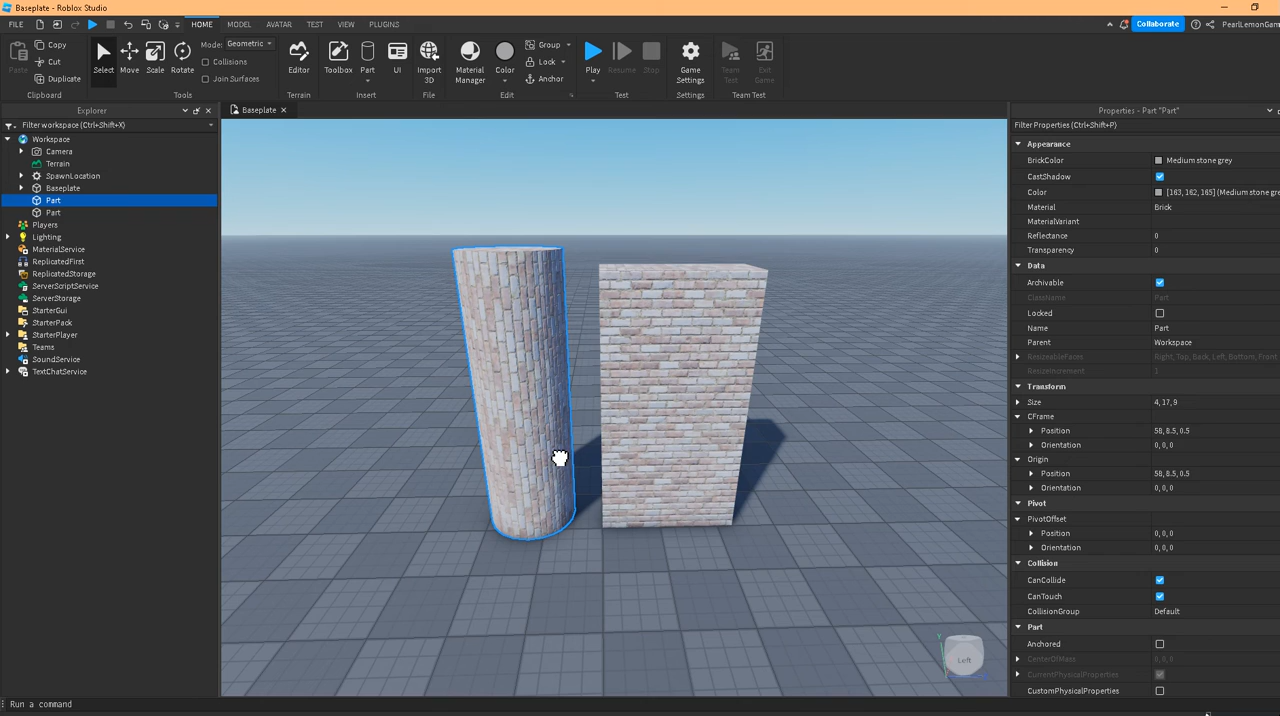 Baseplate - Roblox Studio
FILE HOME MODEL AVATAR TEST VIEW PLUGINS Collaborate PearlLemonGam
Paste Copy Cut Duplicate Clipboard
Select Move Scale Rotate Mode: Geometric Collisions Join Surfaces Tools
Editor Terrain
Toolbox Part UI Insert
Import 3D File
Material Manager Color Group Lock Anchor Edit
Play Resume Stop Test
Game Settings Settings
Team Test Exit Game Team Test
Explorer
Filter workspace (Ctrl+Shift+X)
Workspace
Camera
Terrain
SpawnLocation
Baseplate
Part
Part
Players
Lighting
MaterialService
ReplicatedFirst
ReplicatedStorage
ServerScriptService
ServerStorage
StarterGui
StarterPack
StarterPlayer
Teams
SoundService
TextChatService
Baseplate
Left
Y
Properties - Part "Part"
Filter Properties (Ctrl+Shift+P)
Appearance
BrickColor Medium stone grey
CastShadow
Color [163, 162, 165] (Medium stone gre
Material Brick
MaterialVariant
Reflectance 0
Transparency 0
Data
Archivable
ClassName Part
Locked
Name Part
Parent Workspace
ResizeableFaces Right, Top, Back, Left, Bottom, Front
ResizeIncrement 1
Transform
Size 4, 17, 9
CFrame
Position 58, 8.5, 0.5
Orientation 0, 0, 0
Origin
Position 58, 8.5, 0.5
Orientation 0, 0, 0
Pivot
PivotOffset
Position 0, 0, 0
Orientation 0, 0, 0
Collision
CanCollide
CanTouch
CollisionGroup Default
Part
Anchored
CenterOfMass 0, 0, 0
CurrentPhysicalProperties
CustomPhysicalProperties
Run a command